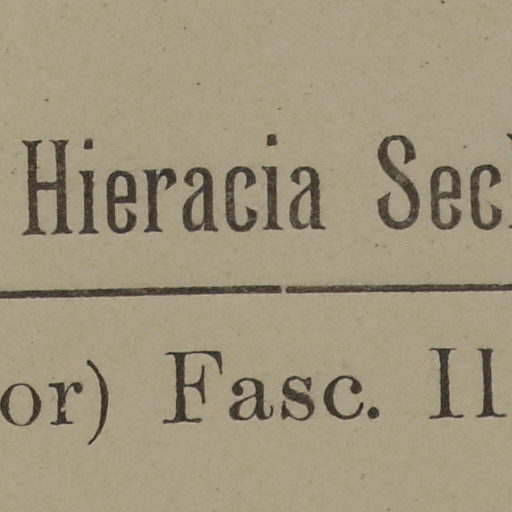 Hieracia Sec
or) Fasc. II